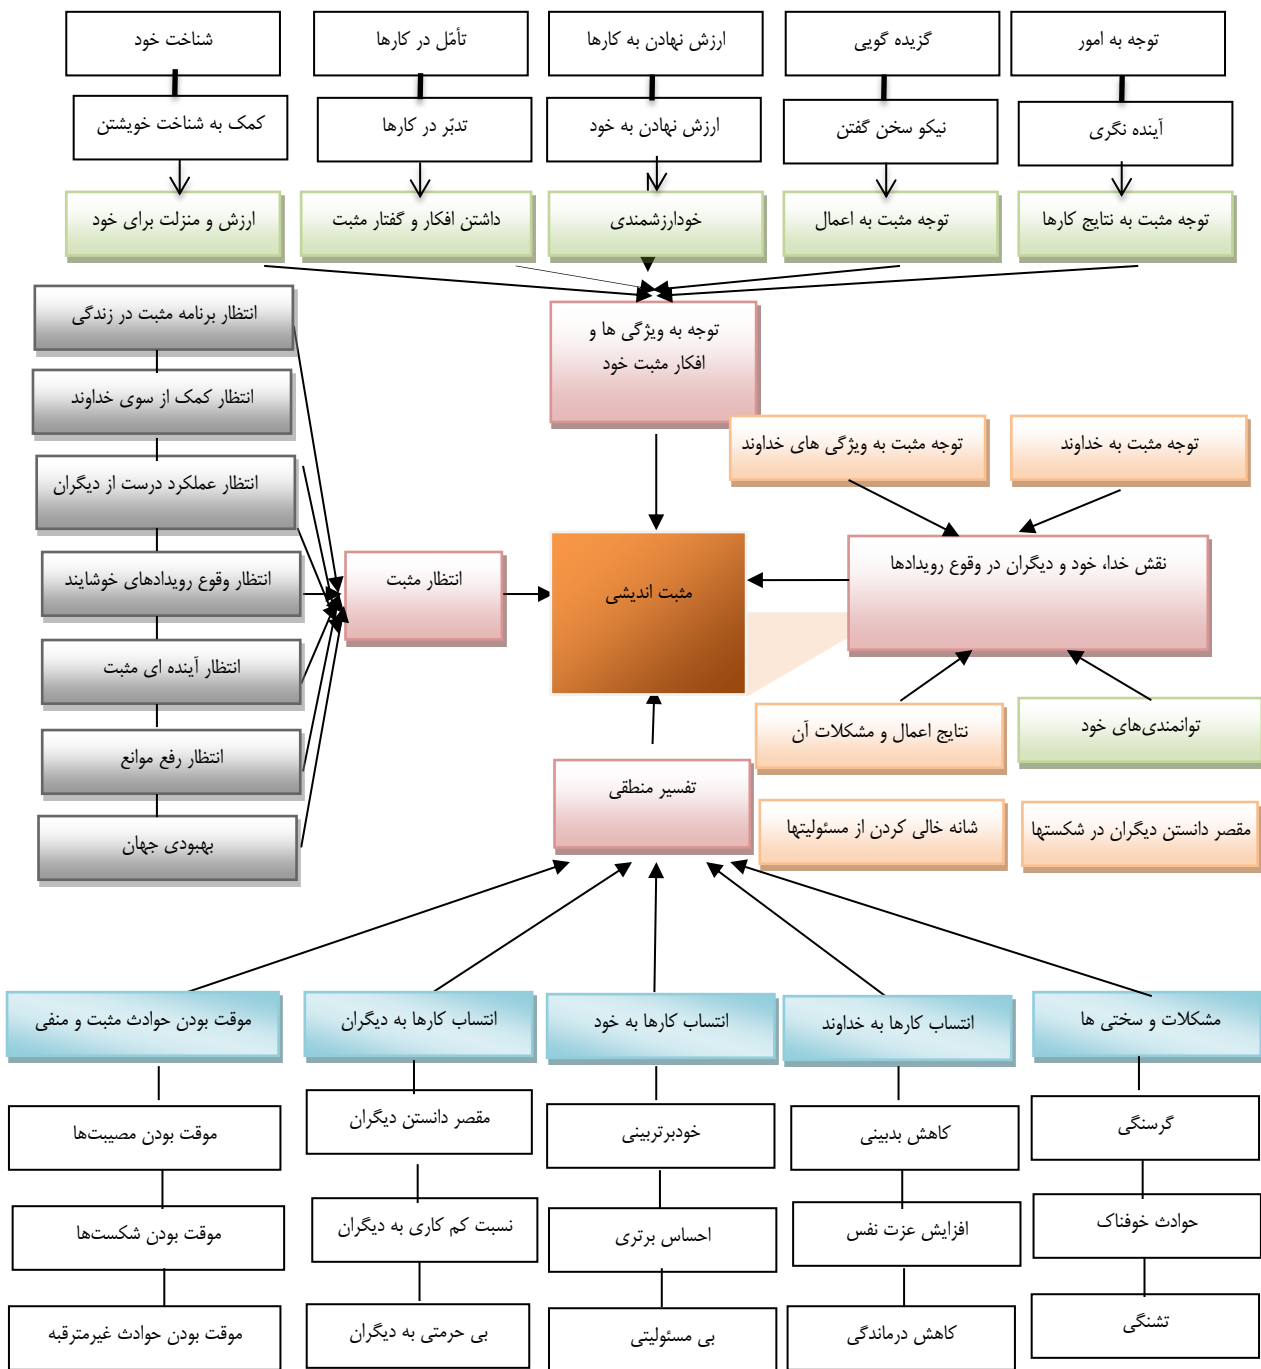 توجه به امور
گزیده گویی
ارزش نهادن به کارها
تأمّل در کارها
شناخت خود
آینده نگری
نیکو سخن گفتن
ارزش نهادن به خود
تدبّر در کارها
کمک به شناخت خویشتن
توجه مثبت به نتایج کارها
توجه مثبت به اعمال
خودارزشمندی
داشتن افکار و گفتار مثبت
ارزش و منزلت برای خود
توجه به ویژگی ها و
افکار مثبت خود
توجه مثبت به خداوند
توجه مثبت به ویژگی های خداوند
نقش خدا، خود و دیگران در وقوع رویدادها
توانمندی‌های خود
نتایج اعمال و مشکلات آن
مقصر دانستن دیگران در شکستها
شانه خالی کردن از مسئولیتها
مثبت اندیشی
انتظار مثبت
انتظار برنامه مثبت در زندگی
انتظار کمک از سوی خداوند
انتظار عملکرد درست از دیگران
انتظار وقوع رویدادهای خوشایند
انتظار آینده ای مثبت
انتظار رفع موانع
بهبودی جهان
تفسیر منطقی
مشکلات و سختی ها
انتساب کارها به خداوند
انتساب کارها به خود
انتساب کارها به دیگران
موقت بودن حوادث مثبت و منفی
گرسنگی
کاهش بدبینی
خودبرتربینی
مقصر دانستن دیگران
موقت بودن مصیبت‌ها
حوادث خوفناک
افزایش عزت نفس
احساس برتری
نسبت کم کاری به دیگران
موقت بودن شکست‌ها
تشنگی
کاهش درماندگی
بی مسئولیتی
بی حرمتی به دیگران
موقت بودن حوادث غیرمترقبه